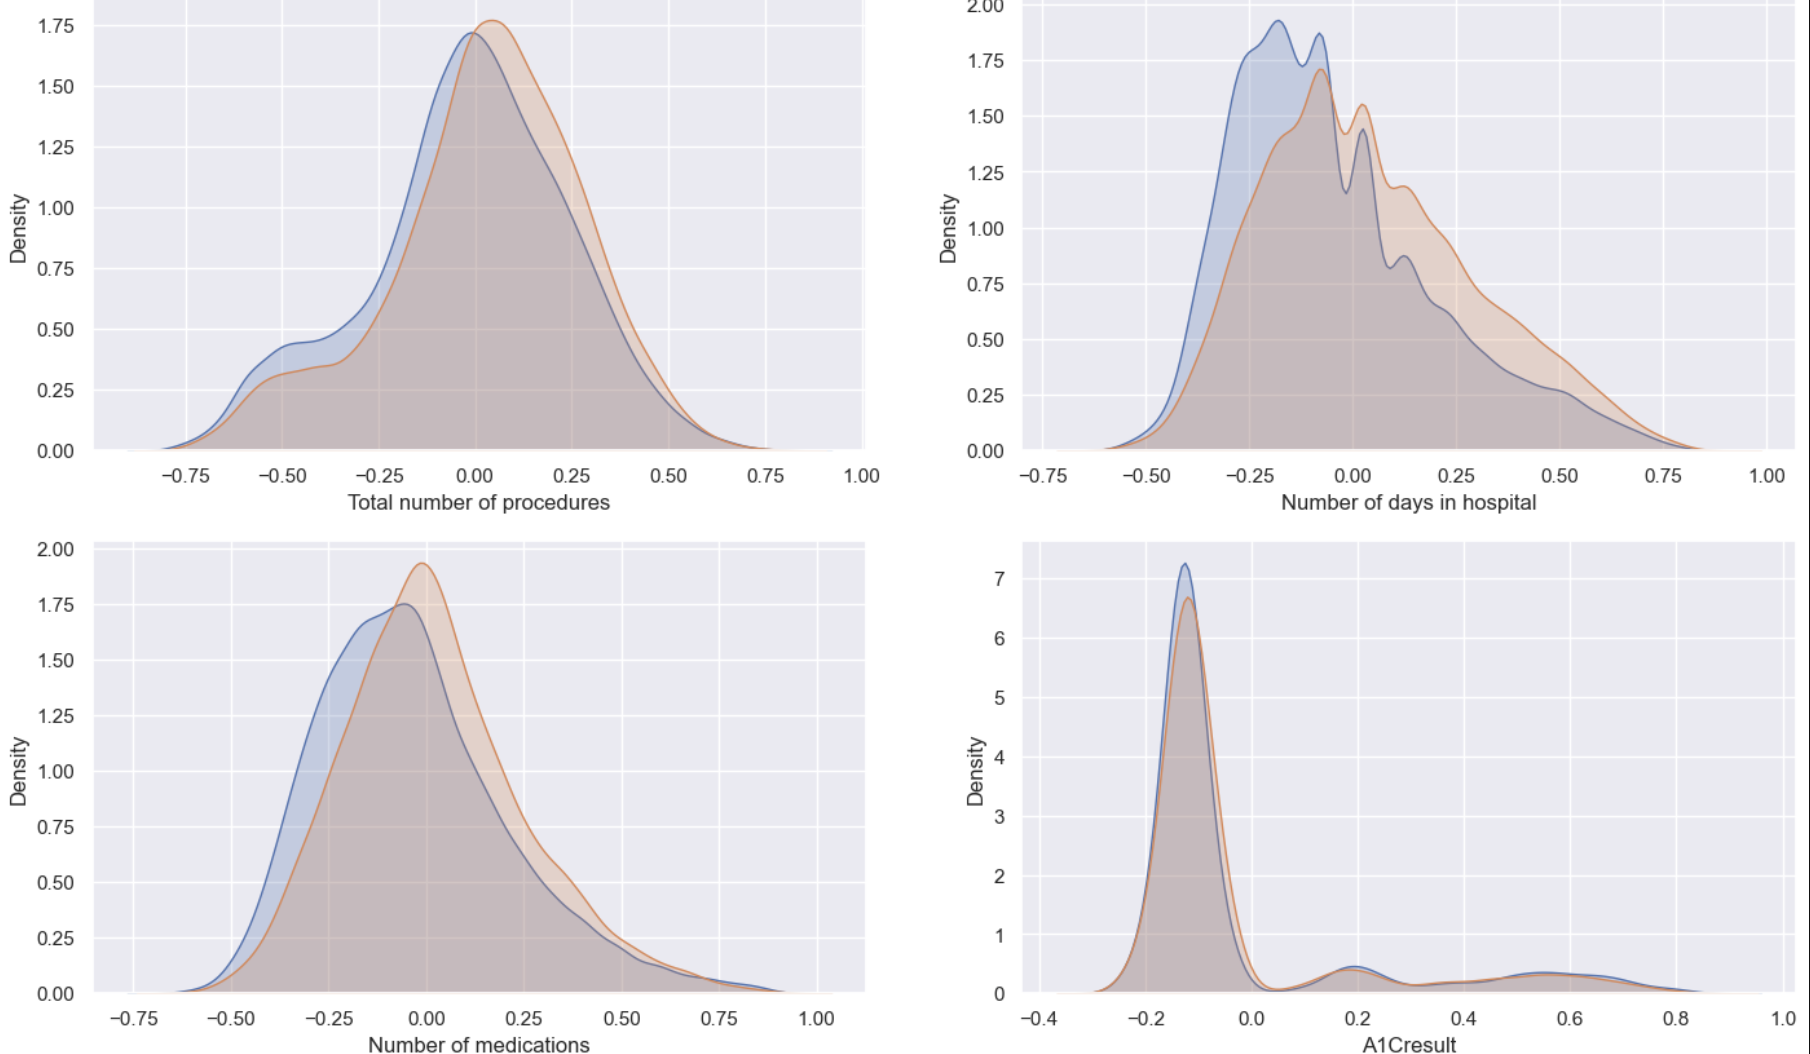 1.75
1.50
1.25
1.00
0.75
0.50
0.25
0.00
Density
−0.75 −0.50 −0.25 0.00 0.25 0.50 0.75 1.00
Total number of procedures
2.00
1.75
1.50
1.25
1.00
0.75
0.50
0.25
0.00
Density
−0.75 −0.50 −0.25 0.00 0.25 0.50 0.75 1.00
Number of days in hospital
2.00
1.75
1.50
1.25
1.00
0.75
0.50
0.25
0.00
Density
−0.75 −0.50 −0.25 0.00 0.25 0.50 0.75 1.00
Number of medications
7
6
5
4
3
2
1
0
Density
−0.4 −0.2 0.0 0.2 0.4 0.6 0.8 1.0
A1Cresult